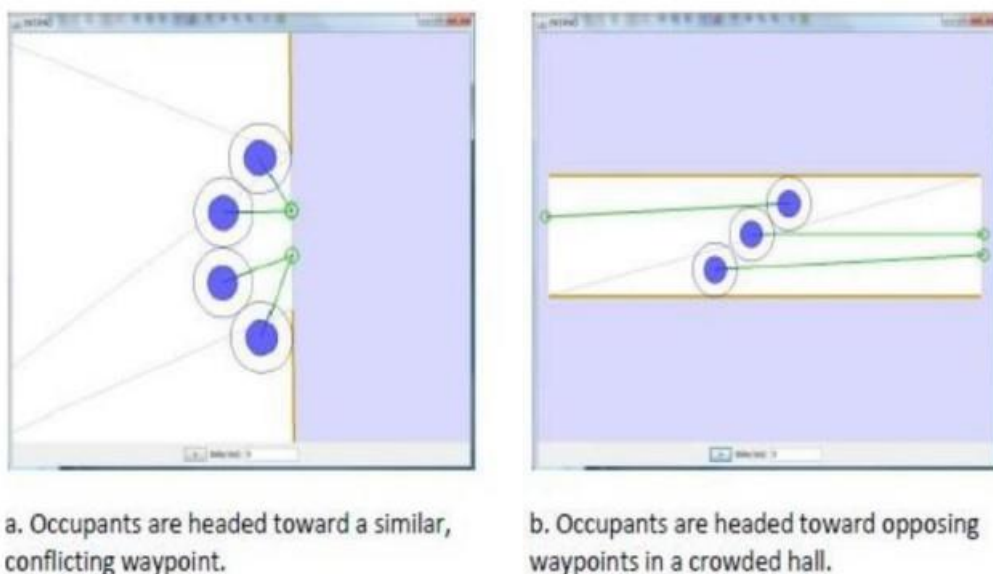 a. Occupants are headed toward a similar,
conflicting waypoint.
b. Occupants are headed toward opposing
waypoints in a crowded hall.